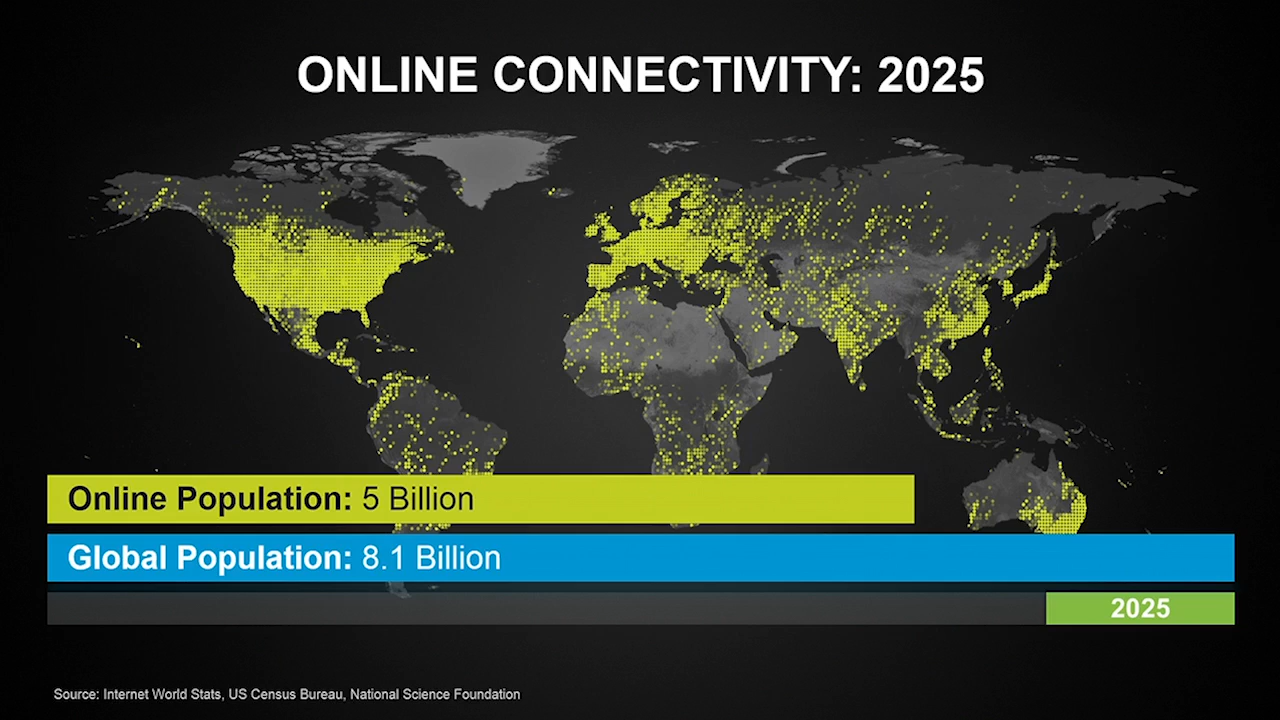 ONLINE CONNECTIVITY: 2025
Online Population: 5 Billion
Global Population: 8.1 Billion
2025
Source: Internet World Stats, US Census Bureau, National Science Foundation